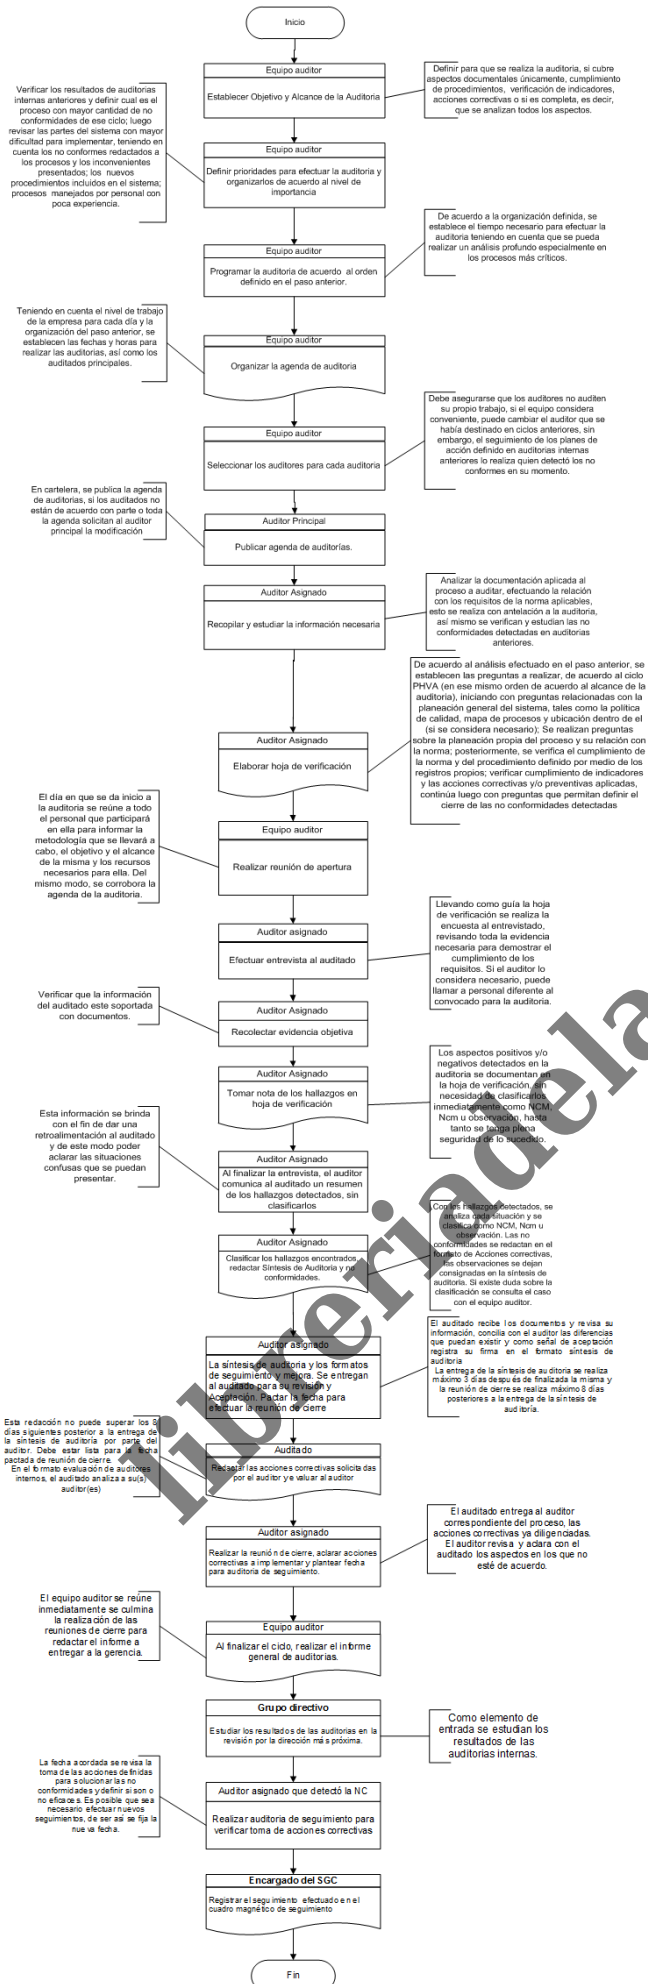 Inicio
Equipo auditor
Establecer Objetivo y Alcance de la Auditoria
Definir para que se realiza la auditoria, si cubre
aspectos documentales únicamente, cumplimiento
de procedimientos, verificación de indicadores,
acciones correctivas o si es completa, es decir,
que se analizan todos los aspectos.
Verificar los resultados de auditorias
internas anteriores y definir cual es el
proceso con mayor cantidad de no
conformidades de ese ciclo; luego
revisar las partes del sistema con mayor
dificultad para implementar, teniendo en
cuenta los no conformes redactados a
los procesos y los inconvenientes
presentados; los nuevos
procedimientos incluidos en el sistema;
procesos manejados por personal con
poca experiencia.
Equipo auditor
Definir prioridades para efectuar la auditoria y
organizarlos de acuerdo al nivel de
importancia
De acuerdo a la organización definida, se
establece el tiempo necesario para efectuar la
auditoria teniendo en cuenta que se pueda
realizar un análisis profundo especialmente en
los procesos más críticos.
Equipo auditor
Programar la auditoria de acuerdo al orden
definido en el paso anterior.
Teniendo en cuenta el nivel de trabajo
de la empresa para cada día y la
organización del paso anterior, se
establecen las fechas y horas para
realizar las auditorias, así como los
auditados principales.
Equipo auditor
Organizar la agenda de auditoria
Debe asegurarse que los auditores no auditen
su propio trabajo, si el equipo considera
conveniente, puede cambiar el auditor que se
había destinado en ciclos anteriores, sin
embargo, el seguimiento de los planes de
acción definido en auditorias internas
anteriores lo realiza quien detectó los no
conformes en su momento.
Equipo auditor
Seleccionar los auditores para cada auditoria
En cartelera, se publica la agenda
de auditorías, si los auditados no
están de acuerdo con parte o toda
la agenda solicitan al auditor
principal la modificación
Auditor Principal
Publicar agenda de auditorías.
Auditor Asignado
Recopilar y estudiar la información necesaria
Analizar la documentación aplicada al
proceso a auditar, efectuando la relación
con los requisitos de la norma aplicables,
esto se realiza con antelación a la auditoria,
así mismo se verifican y estudian las no
conformidades detectadas en auditorias
anteriores.
De acuerdo al análisis efectuado en el paso anterior, se
establecen las preguntas a realizar, de acuerdo al ciclo
PHVA (en ese mismo orden de acuerdo al alcance de la
auditoria), iniciando con preguntas relacionadas con la
planeación general del sistema, tales como la política
de calidad, mapa de procesos y ubicación dentro de el
(si se considera necesario); Se realizan preguntas
sobre la planeación propia del proceso y su relación con
la norma; posteriormente, se verifica el cumplimiento de
la norma y del procedimiento definido por medio de los
registros propios; verificar cumplimiento de indicadores
y las acciones correctivas y/o preventivas aplicadas,
continúa luego con preguntas que permitan definir el
cierre de las no conformidades detectadas
Auditor Asignado
Elaborar hoja de verificación
El día en que se da inicio a
la auditoria se reúne a todo
el personal que participará
en ella para informar la
metodología que se llevará a
cabo, el objetivo y el alcance
de la misma y los recursos
necesarios para ella. Del
mismo modo, se corrobora la
agenda de la auditoria.
Equipo auditor
Realizar reunión de apertura
Auditor asignado
Efectuar entrevista al auditado
Llevando como guía la hoja
de verificación se realiza la
encuesta al entrevistado,
revisando toda la evidencia
necesaria para demostrar el
cumplimiento de los
requisitos. Si el auditor lo
considera necesario, puede
llamar a personal diferente al
convocado para la auditoria.
Verificar que la información
del auditado este soportada
con documentos.
Auditor Asignado
Recolectar evidencia objetiva
Auditor Asignado
Tomar nota de los hallazgos en
hoja de verificación
Los aspectos positivos y/o
negativos detectados en la
auditoria se documentan en
la hoja de verificación, sin
necesidad de clasificarlos
inmediatamente como NCM,
Ncm u observación, hasta
tanto se tenga plena
seguridad de lo sucedido.
Esta información se brinda
con el fin de dar una
retroalimentación al auditado
y de este modo poder
aclarar las situaciones
confusas que se puedan
presentar.
Auditor Asignado
Al finalizar la entrevista, el auditor
comunica al auditado un resumen
de los hallazgos detectados, sin
clasificarlos
Auditor Asignado
Clasificar los hallazgos encontrados,
redactar Síntesis de Auditoria y no
conformidades.
Con los hallazgos detectados, se
analiza cada situación y se
clasifica como NCM, Ncm u
observación. Las no
conformidades se redactan en el
formato de Acciones correctivas,
las observaciones se dejan
consignadas en la síntesis de
auditoria. Si existe duda sobre la
clasificación se consulta el caso
con el equipo auditor.
Auditor asignado
La síntesis de auditoria y los formatos
de seguimiento y mejora. Se entregan
al auditado para su revisión y
Aceptación. Pactar la fecha para
efectuar la reunión de cierre
El auditado recibe los documentos y revisa su
información, concilia con el auditor las diferencias
que puedan existir y como señal de aceptación
registra su firma en el formato síntesis de
auditoria
La entrega de la síntesis de auditoria se realiza
máximo 3 días después de finalizada la misma y
la reunión de cierre se realiza máximo 8 días
posteriores a la entrega de la síntesis de
auditoría.
Esta redacción no puede superar los 8
días siguientes posterior a la entrega de
la síntesis de auditoria por parte del
auditor. Debe estar lista para la fecha
pactada de reunión de cierre.
En el formato evaluación de auditores
internos, el auditado analiza a su(s)
auditor(es)
Auditado
Redactar las acciones correctivas solicitadas
por el auditor y evaluar al auditor
Auditor asignado
Realizar la reunión de cierre, aclarar acciones
correctivas a implementar y plantear fecha
para auditoria de seguimiento.
El auditado entrega al auditor
correspondiente del proceso, las
acciones correctivas ya diligenciadas.
El auditor revisa y aclara con el
auditado los aspectos en los que no
esté de acuerdo.
El equipo auditor se reúne
inmediatamente se culmina
la realización de las
reuniones de cierre para
redactar el informe a
entregar a la gerencia.
Equipo auditor
Al finalizar el ciclo, realizar el informe
general de auditorias.
Grupo directivo
Estudiar los resultados de las auditorias en la
revisión por la dirección más próxima.
Como elemento de
entrada se estudian los
resultados de las
auditorias internas.
La fecha acordada se revisa la
toma de las acciones definidas
para solucionar las no
conformidades y definir si son o
no eficaces. Es posible que sea
necesario efectuar nuevos
seguimientos, de ser así se fija la
nueva fecha.
Auditor asignado que detectó la NC
Realizar auditoria de seguimiento para
verificar toma de acciones correctivas
Encargado del SGC
Registrar el seguimiento efectuado en el
cuadro magnético de seguimiento
Fin
libreriadela